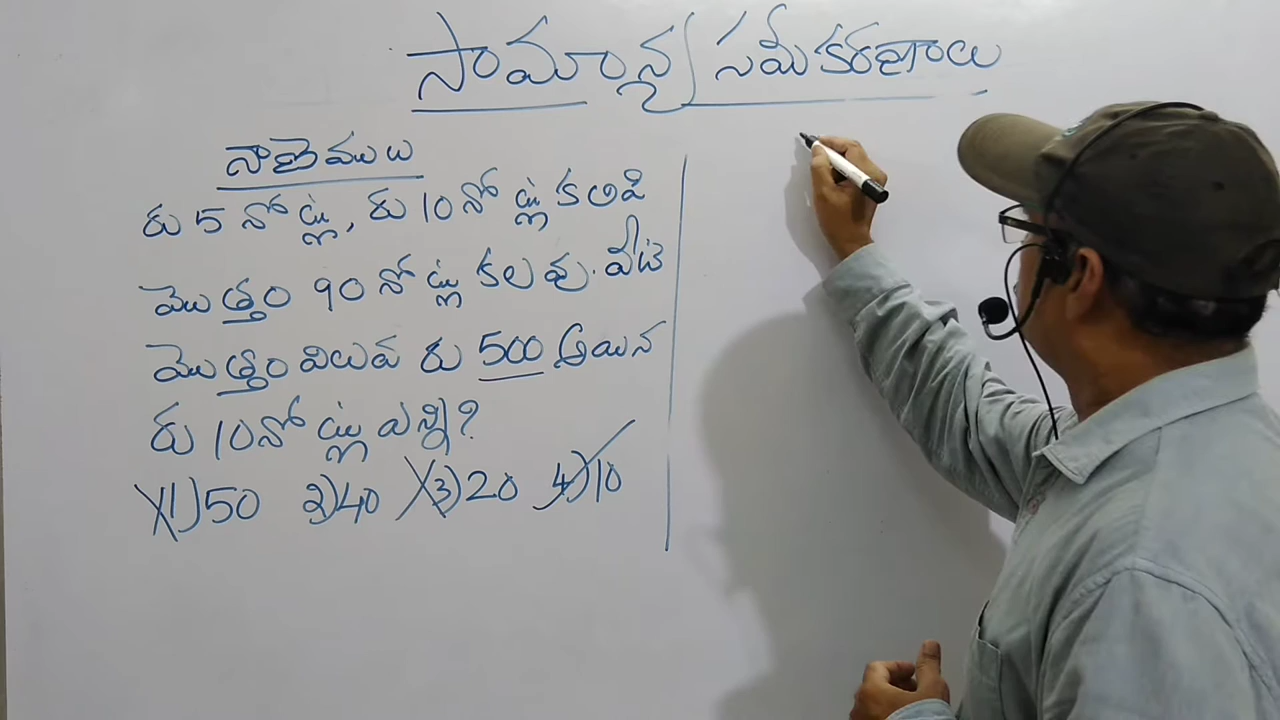 సామాన్య సమీకరణాలు
నాణెములు
రు 5 నోట్లు, రు 10 నోట్లు కలిపి
మొత్తం 90 నోట్లు కలవు. వీటి
మొత్తం విలువ రు 500 అయిన
రు 10 నోట్లు ఎన్ని?
1) 50 2) 40 3) 20 4) 10